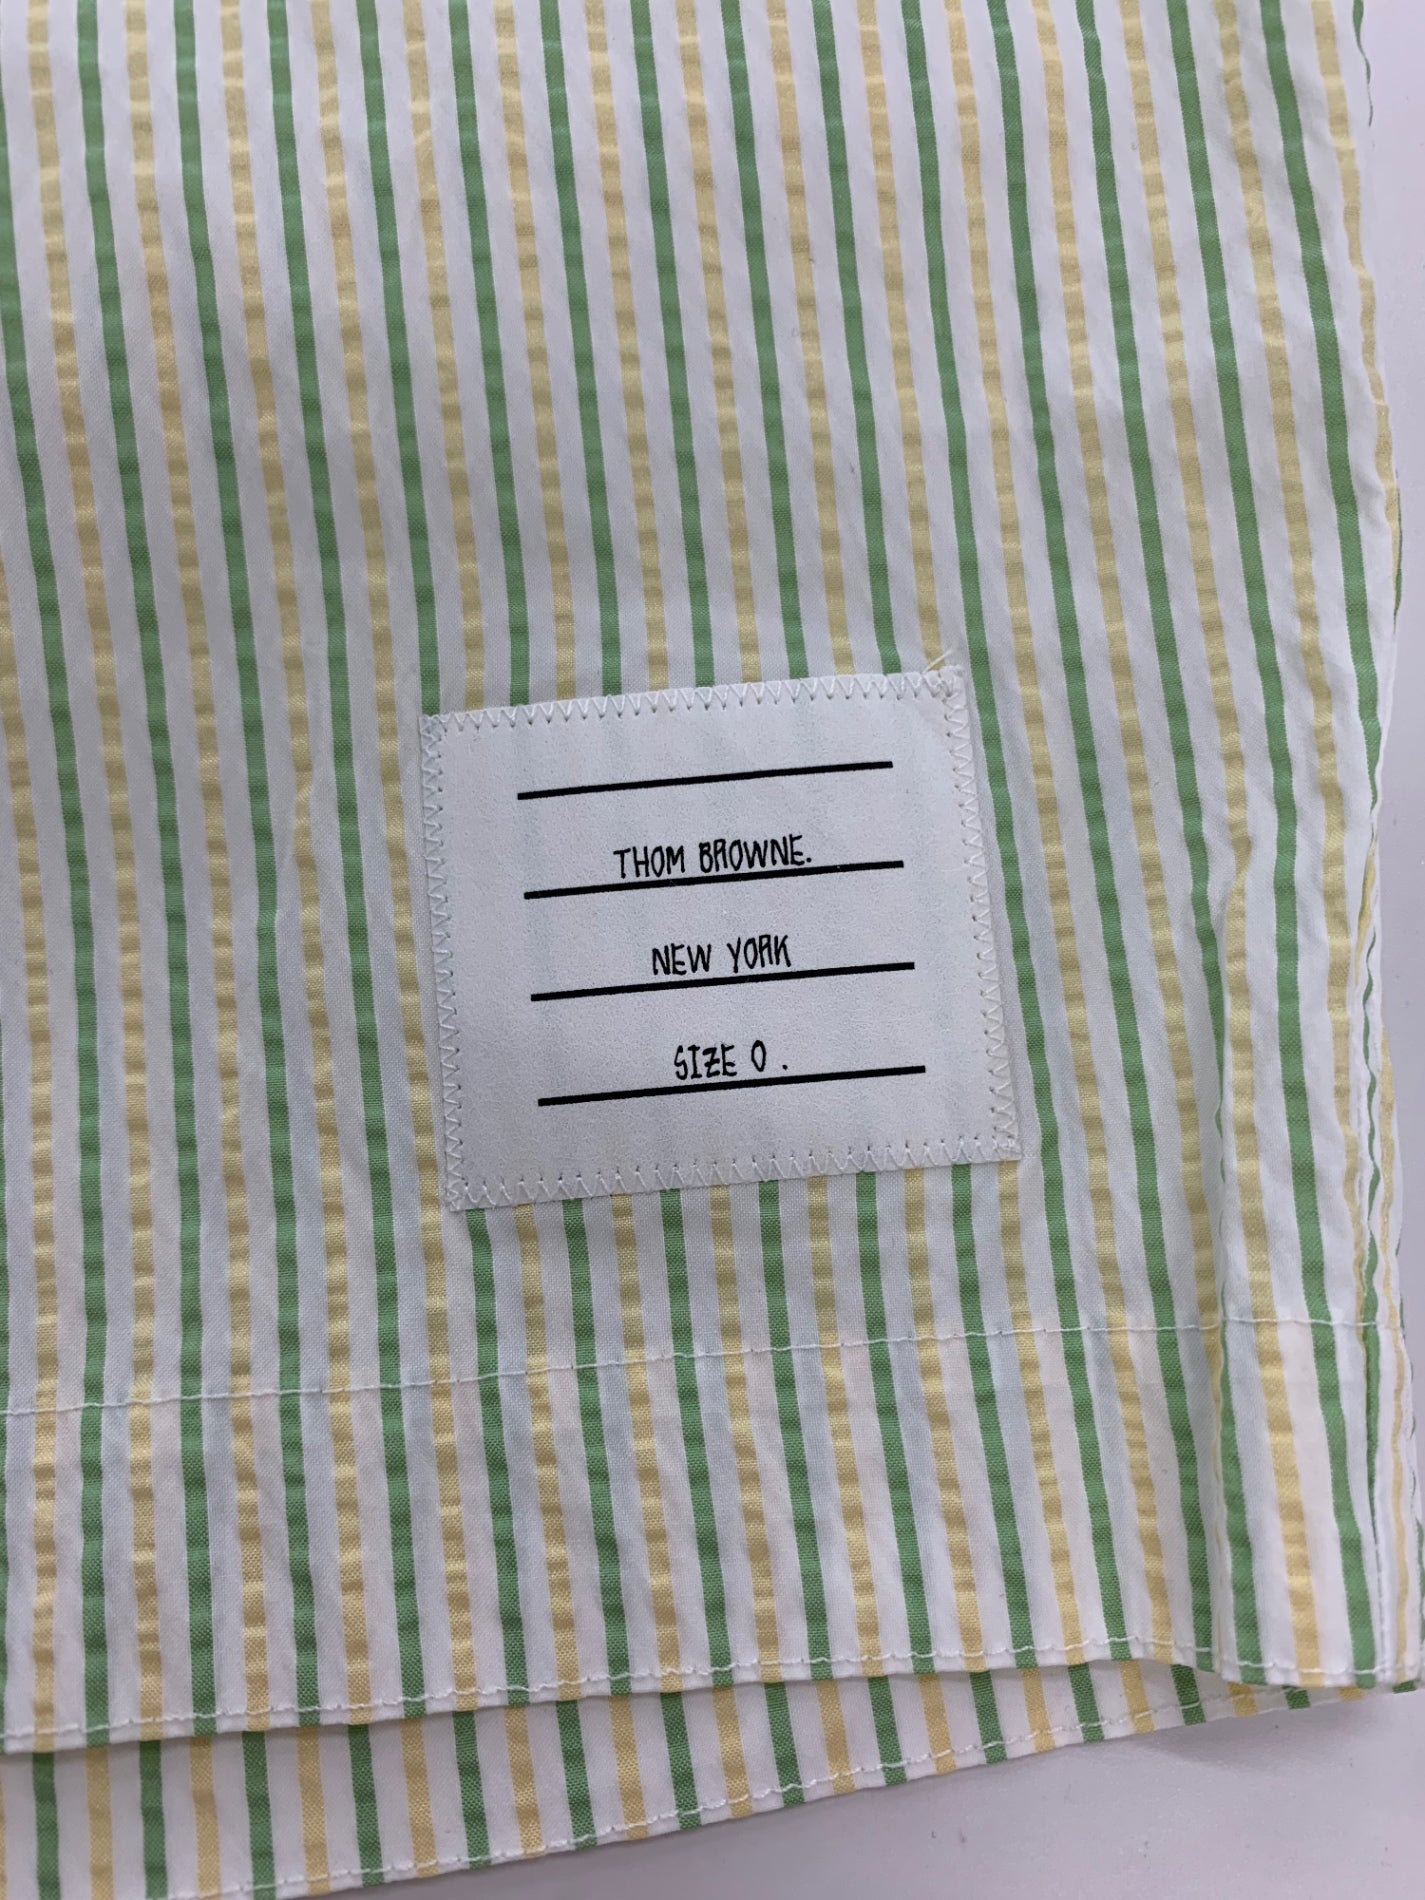 THOM BROWNE.
NEW YORK
SIZE 0 .